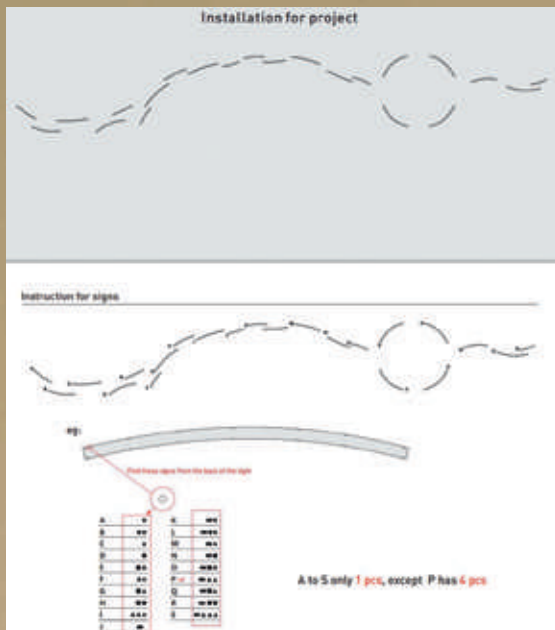 Installation for project
Instruction for signs
eg:
Find these signs from the back of the light
A
B
C
D
E
F
G
H
I
J
K
L
M
N
O
P
Q
R
S
A to S only 1 pcs, except P has 4 pcs